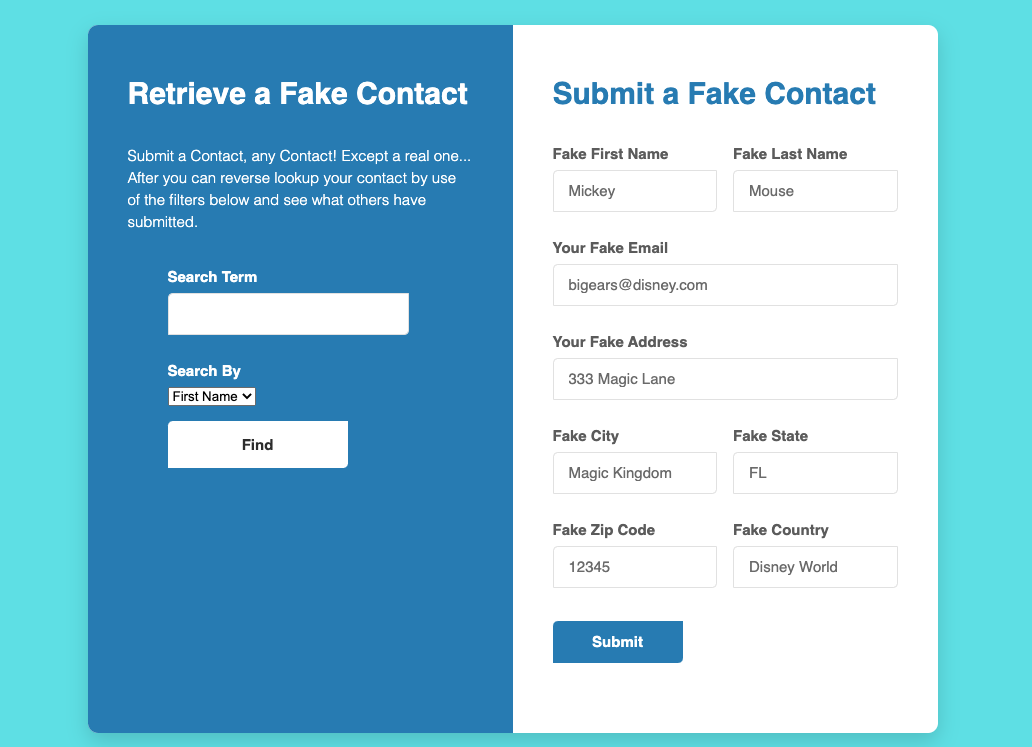 Retrieve a Fake Contact
Submit a Contact, any Contact! Except a real one...
After you can reverse lookup your contact by use
of the filters below and see what others have
submitted.
Search Term
Search By
First Name
Find
Submit a Fake Contact
Fake First Name Fake Last Name
Mickey Mouse
Your Fake Email
bigears@disney.com
Your Fake Address
333 Magic Lane
Fake City Fake State
Magic Kingdom FL
Fake Zip Code Fake Country
12345 Disney World
Submit